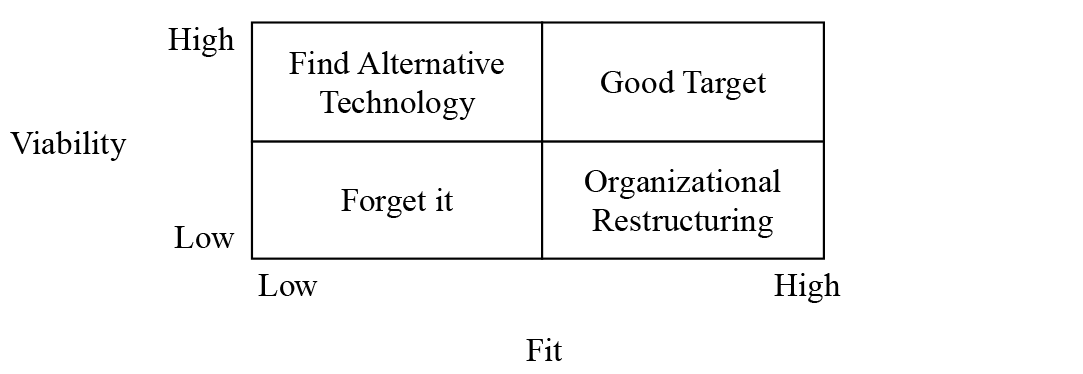 High
Find Alternative
Technology
Good Target
Viability
Forget it
Organizational
Restructuring
Low
Low
High
Fit